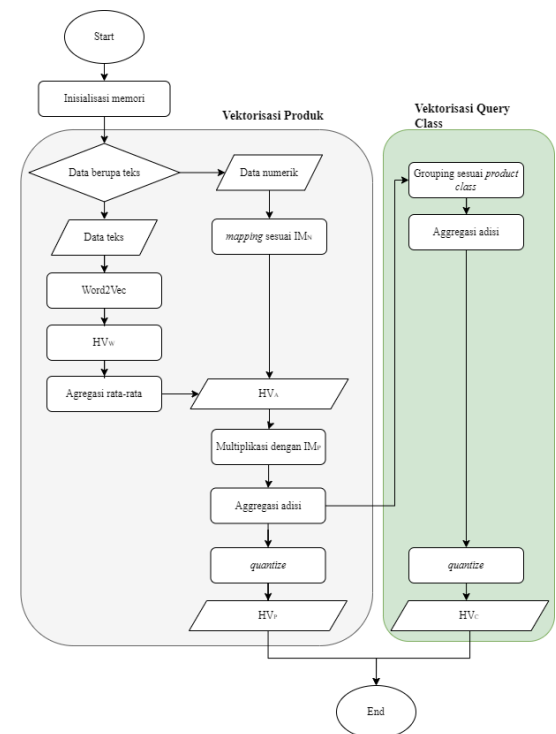 Start
Inisialisasi memori
Vektorisasi Produk
Data berupa teks
Data numerik
Data teks
mapping sesuai IMN
Word2Vec
HVW
Agregasi rata-rata
HVA
Multiplikasi dengan IMP
Aggregasi adisi
quantize
HVP
Vektorisasi Query
Class
Grouping sesuai product
class
Aggregasi adisi
quantize
HVC
End